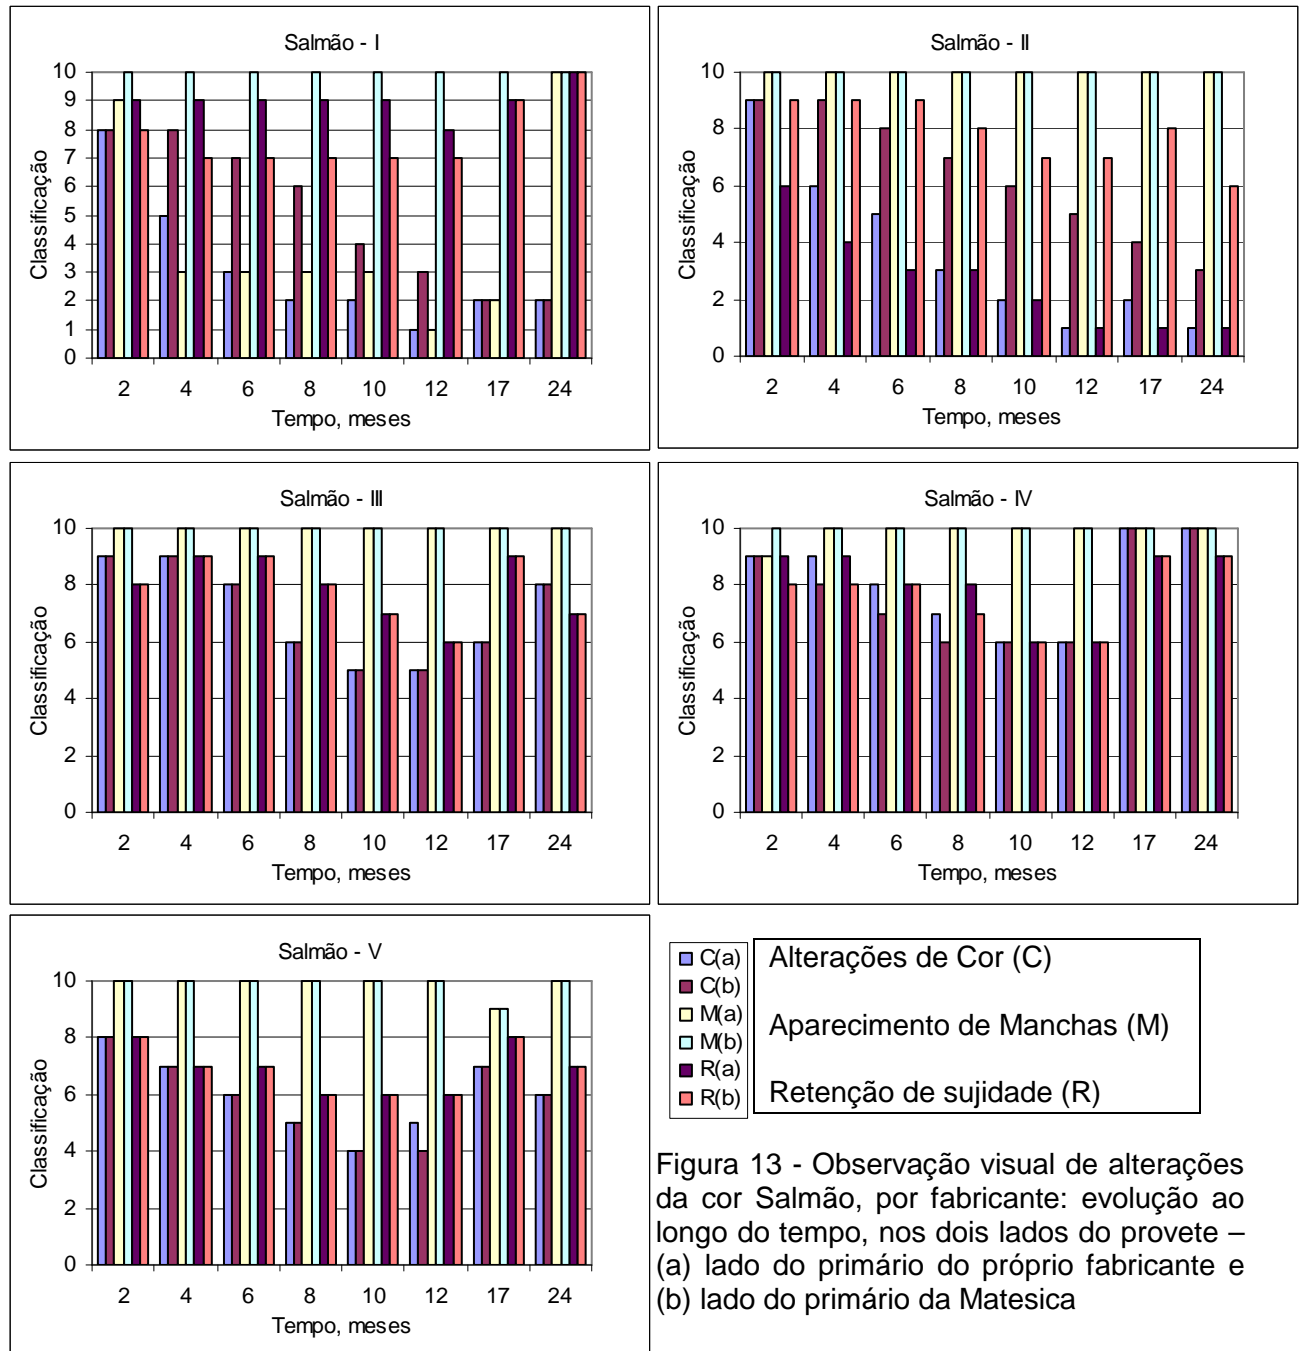 Salmão - I
10
9
8
7
6
5
4
3
2
1
0
Classificação
2 4 6 8 10 12 17 24
Tempo, meses
Salmão - II
10
8
6
4
2
0
Classificação
2 4 6 8 10 12 17 24
Tempo, meses
Salmão - III
10
8
6
4
2
0
Classificação
2 4 6 8 10 12 17 24
Tempo, meses
Salmão - IV
10
8
6
4
2
0
Classificação
2 4 6 8 10 12 17 24
Tempo, meses
Salmão - V
10
8
6
4
2
0
Classificação
2 4 6 8 10 12 17 24
Tempo, meses
C(a)
C(b)
M(a)
M(b)
R(a)
R(b)
Alterações de Cor (C)
Aparecimento de Manchas (M)
Retenção de sujidade (R)
Figura 13 - Observação visual de alterações
da cor Salmão, por fabricante: evolução ao
longo do tempo, nos dois lados do provete –
(a) lado do primário do próprio fabricante e
(b) lado do primário da Matesica